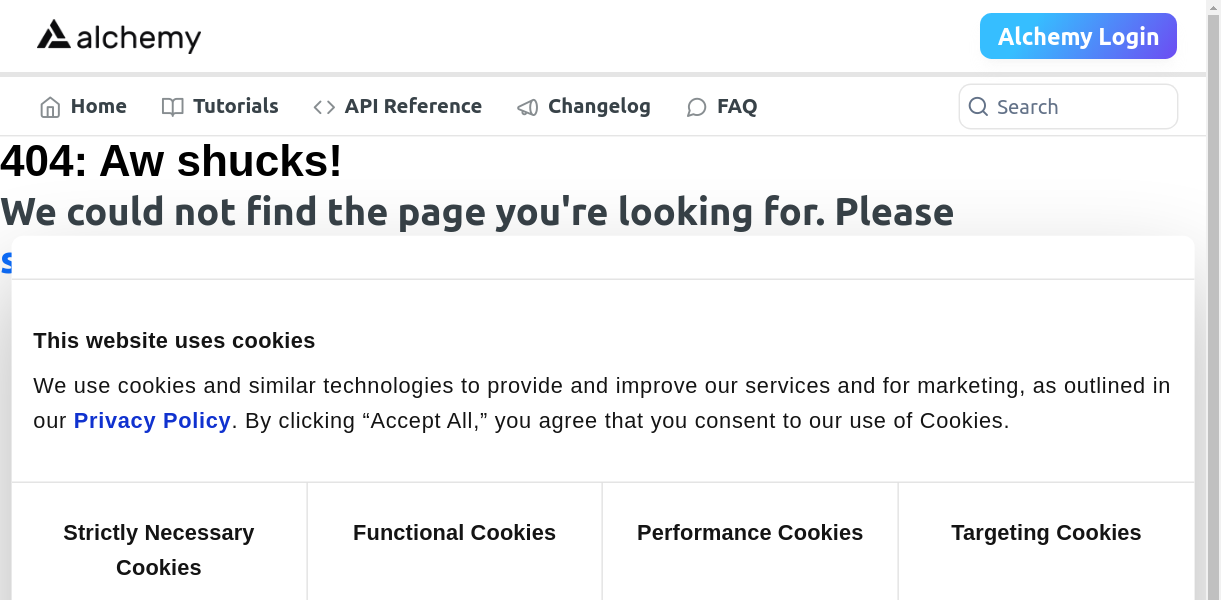 alchemy
Alchemy Login
Home Tutorials API Reference Changelog FAQ Search
404: Aw shucks!
We could not find the page you're looking for. Please
This website uses cookies
We use cookies and similar technologies to provide and improve our services and for marketing, as outlined in
our Privacy Policy. By clicking “Accept All,” you agree that you consent to our use of Cookies.
Strictly Necessary
Cookies
Functional Cookies
Performance Cookies
Targeting Cookies